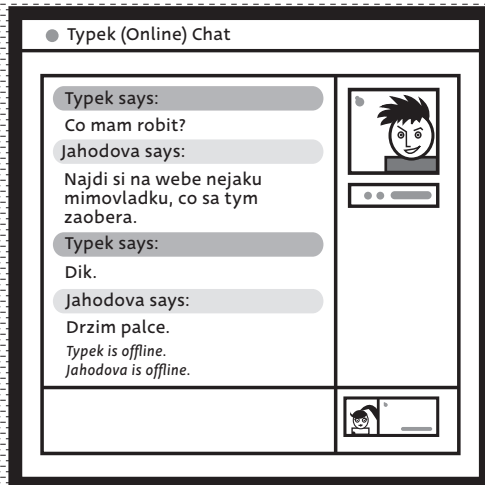 Typek (Online) Chat
Typek says:
Co mam robit?
Jahodova says:
Najdi si na webe nejaku
mimovladku, co sa tym
zaobera.
Typek says:
Dik.
Jahodova says:
Drzim palce.
Typek is offline.
Jahodova is offline.